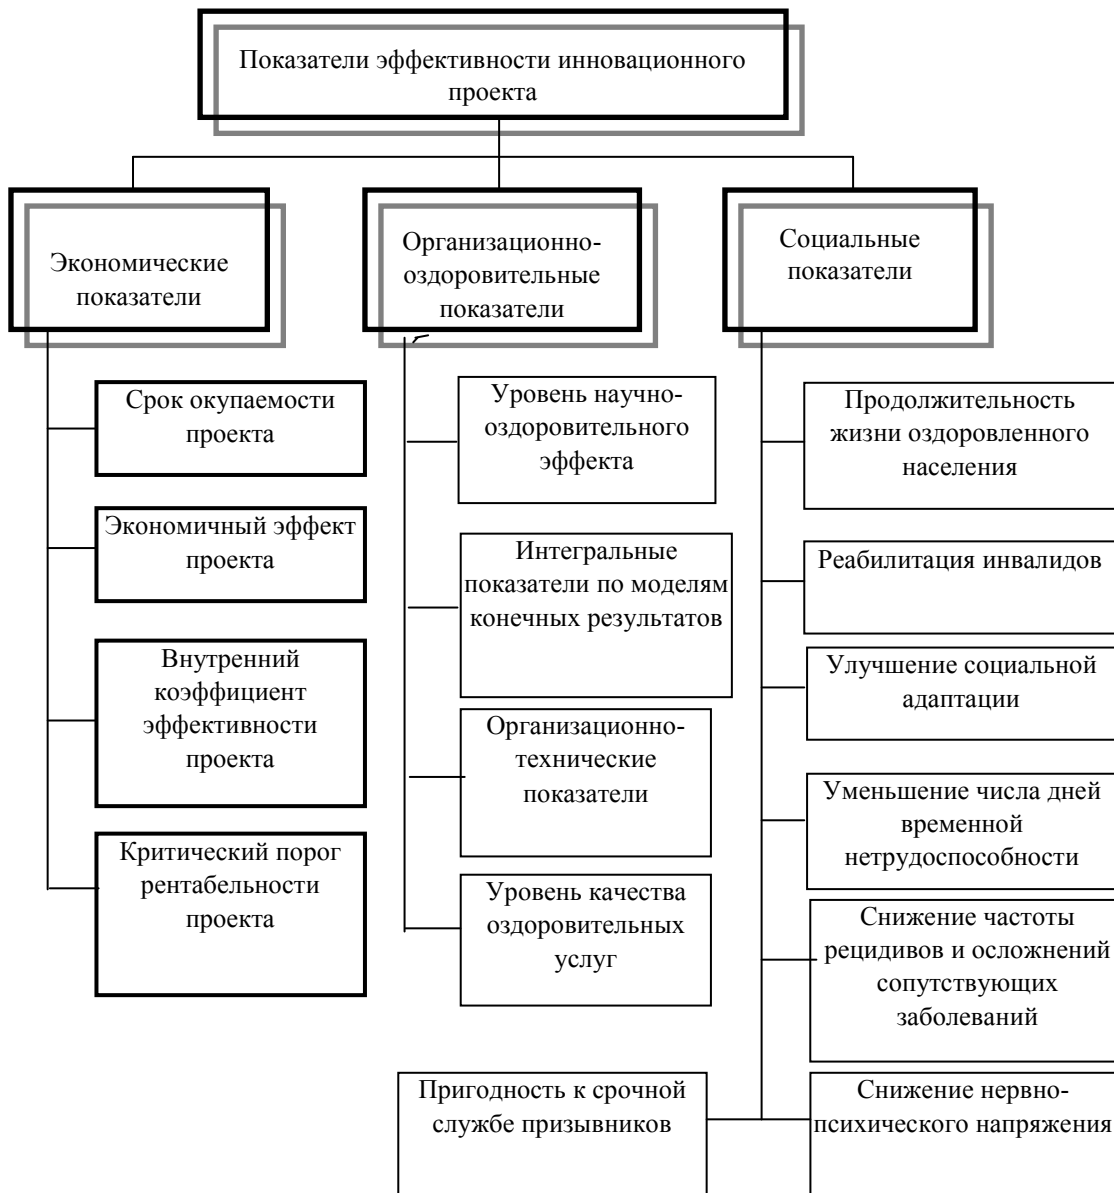 Показатели эффективности инновационного
проекта
Экономические
показатели
Организационно-
оздоровительные
показатели
Социальные
показатели
Срок окупаемости
проекта
Экономичный эффект
проекта
Внутренний
коэффициент
эффективности
проекта
Критический порог
рентабельности
проекта
Уровень научно-
оздоровительного
эффекта
Интегральные
показатели по моделям
конечных результатов
Организационно-
технические
показатели
Уровень качества
оздоровительных
услуг
Продолжительность
жизни оздоровленного
населения
Реабилитация инвалидов
Улучшение социальной
адаптации
Уменьшение числа дней
временной
нетрудоспособности
Снижение частоты
рецидивов и осложнений
сопутствующих
заболеваний
Пригодность к срочной
службе призывников
Снижение нервно-
психического напряжения